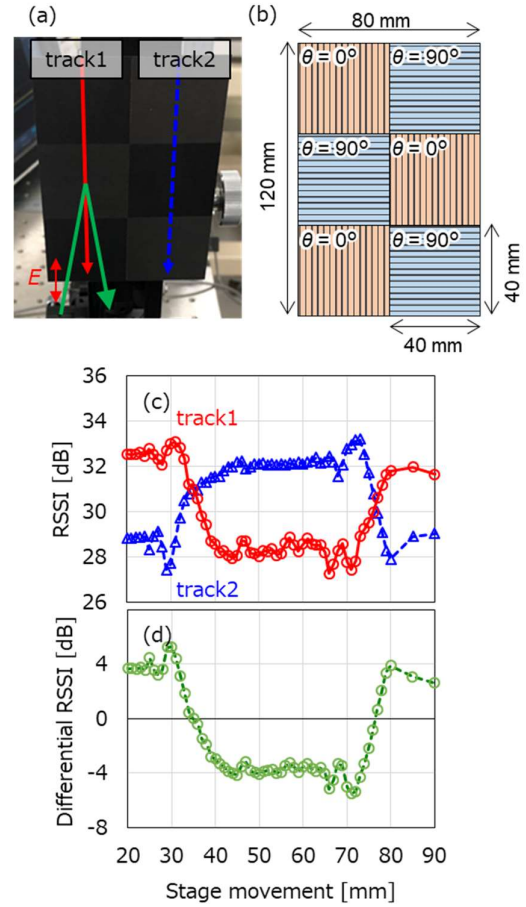 (a)
track1 track2
E
(b)
80 mm
120 mm
θ = 0° θ = 90°
θ = 90° θ = 0°
θ = 0° θ = 90°
40 mm
40 mm
36
34
32
30
28
26
RSSI [dB]
(c)
track1
track2
(d)
4
0
-4
-8
Differential RSSI [dB]
20 30 40 50 60 70 80 90
Stage movement [mm]